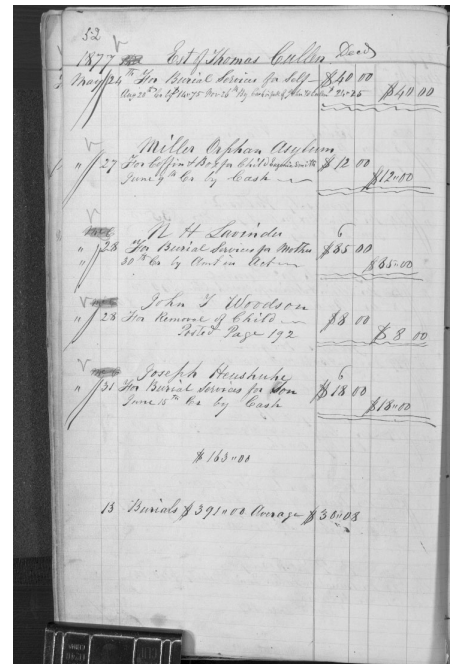 52
1877 Est of Thomas Cullen Decd
May 24th For Burial Services for Self $40 00
$40 00
Miller Orphan Asylum
" 27 For Coffin & Box for Child Smith $12 00
June 9th Cr by Cash $12"00
N H Lavinder 6
" 28 For Burial Services for Mother $85 00
" 30th Cr by Amt in Act $85"00
John T Woodson
" 28 For Removal of Child $8 00
Posted Page 192 $8 00
Joseph 6
" 31 For Burial Services for Son $18 00
June 15th Cr by Cash $18"00
$163"00
13 Burials $391"00 Average $30"08